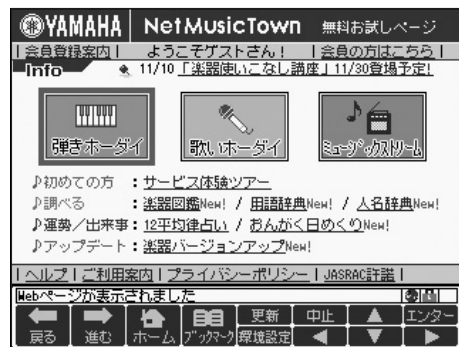 YAMAHA NetMusicTown 無料お試しページ
| 会員登録案内 | ようこそゲストさん! | 会員の方はこちら |
Info 11/10 「楽器使いこなし講座」11/30登場予定!
弾きホーダイ 歌いホーダイ ミュージックストリーム
♪初めての方 : サービス体験ツアー
♪調べる : 楽器図鑑New! / 用語辞典New! / 人名辞典New!
♪運勢/出来事: 12平均律占い / おんがく日めくりNew!
♪アップデート: 楽器バージョンアップNew!
| ヘルプ | ご利用案内 | プライバシーポリシー | JASRAC許諾 |
Webページが表示されました
戻る 進む ホーム ブックマーク 更新 中止 エンター
環境設定